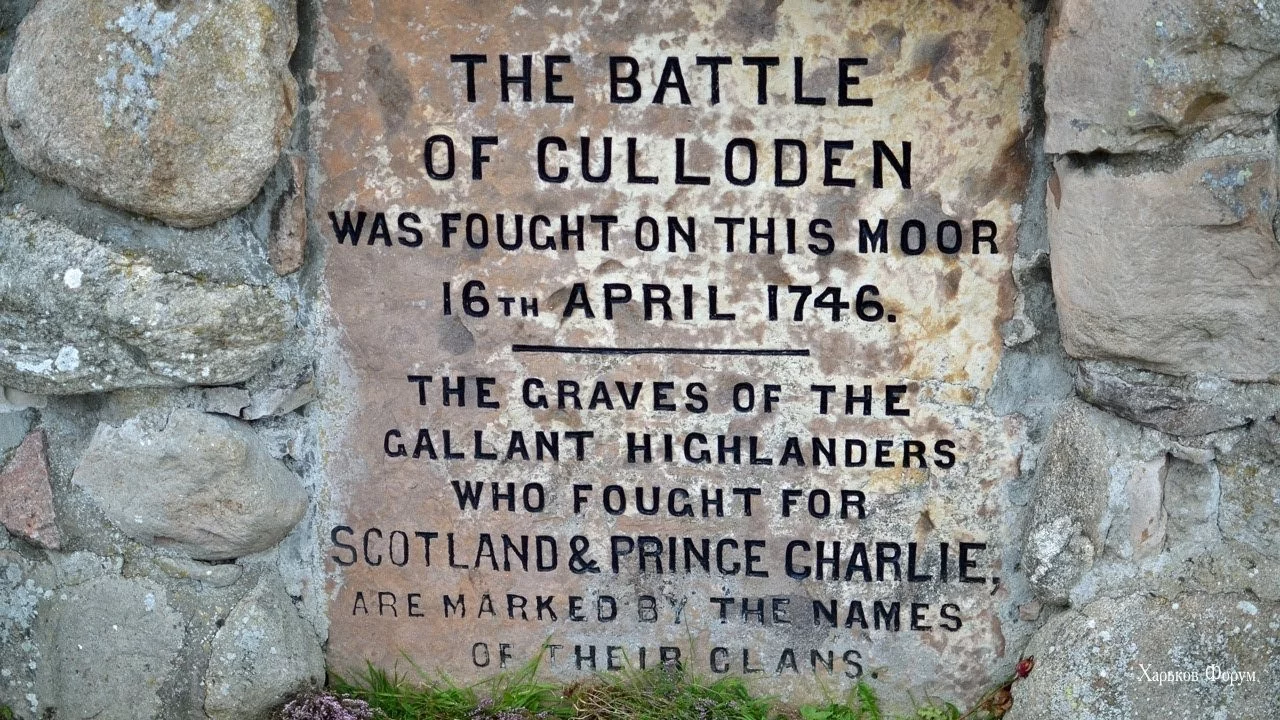 THE BATTLE
OF CULLODEN
WAS FOUGHT ON THIS MOOR
16TH APRIL 1746.
THE GRAVES OF THE
GALLANT HIGHLANDERS
WHO FOUGHT FOR
SCOTLAND & PRINCE CHARLIE,
ARE MARKED BY THE NAMES
OF THEIR CLANS.
Харьков Форум